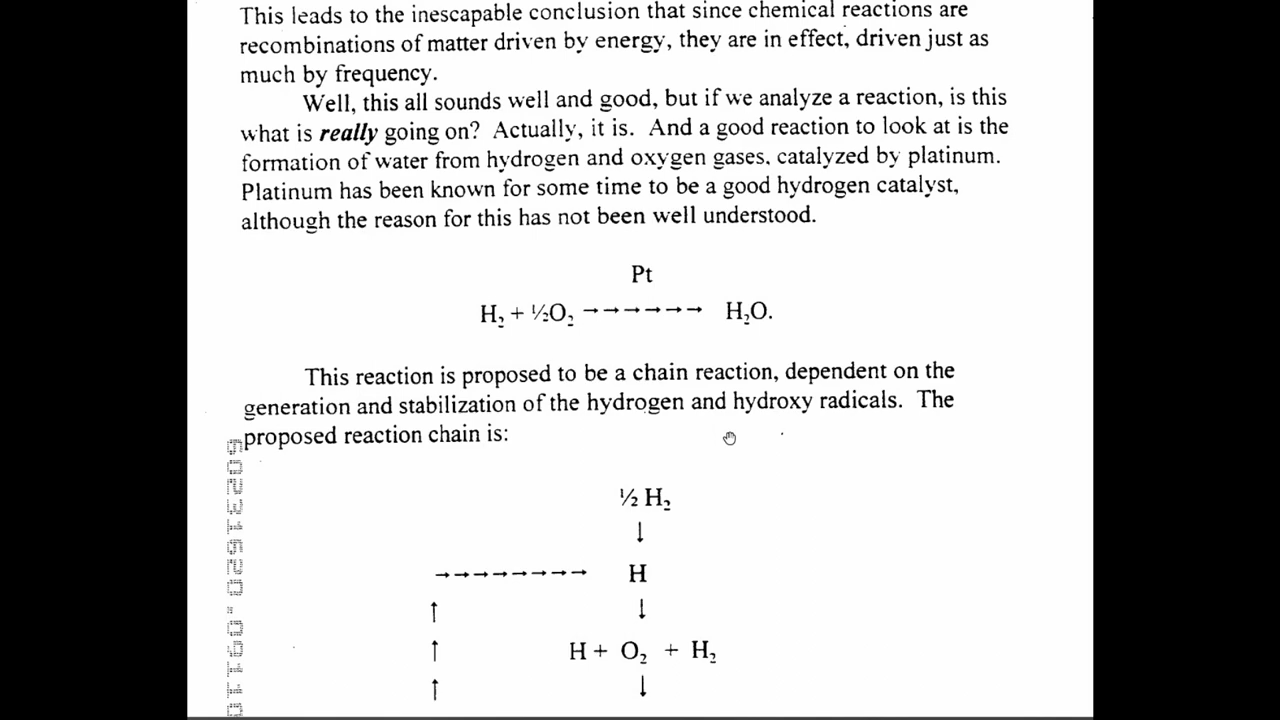 This leads to the inescapable conclusion that since chemical reactions are
recombinations of matter driven by energy, they are in effect, driven just as
much by frequency.
Well, this all sounds well and good, but if we analyze a reaction, is this
what is really going on? Actually, it is. And a good reaction to look at is the
formation of water from hydrogen and oxygen gases, catalyzed by platinum.
Platinum has been known for some time to be a good hydrogen catalyst,
although the reason for this has not been well understood.
Pt
H₂ + ½O₂ →→→→→→ H₂O.
This reaction is proposed to be a chain reaction, dependent on the
generation and stabilization of the hydrogen and hydroxy radicals. The
proposed reaction chain is:
½ H₂
↓
→→→→→→→→ H
↑ ↓
↑ H + O₂ + H₂
↑ ↓